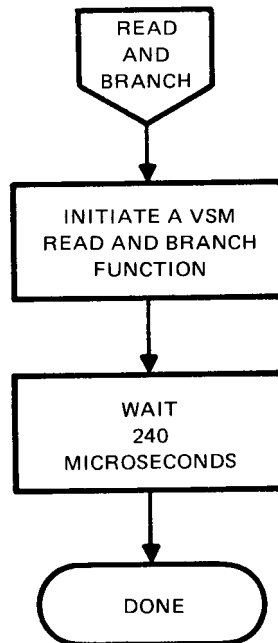 READ
AND
BRANCH
INITIATE A VSM
READ AND BRANCH
FUNCTION
WAIT
240
MICROSECONDS
DONE